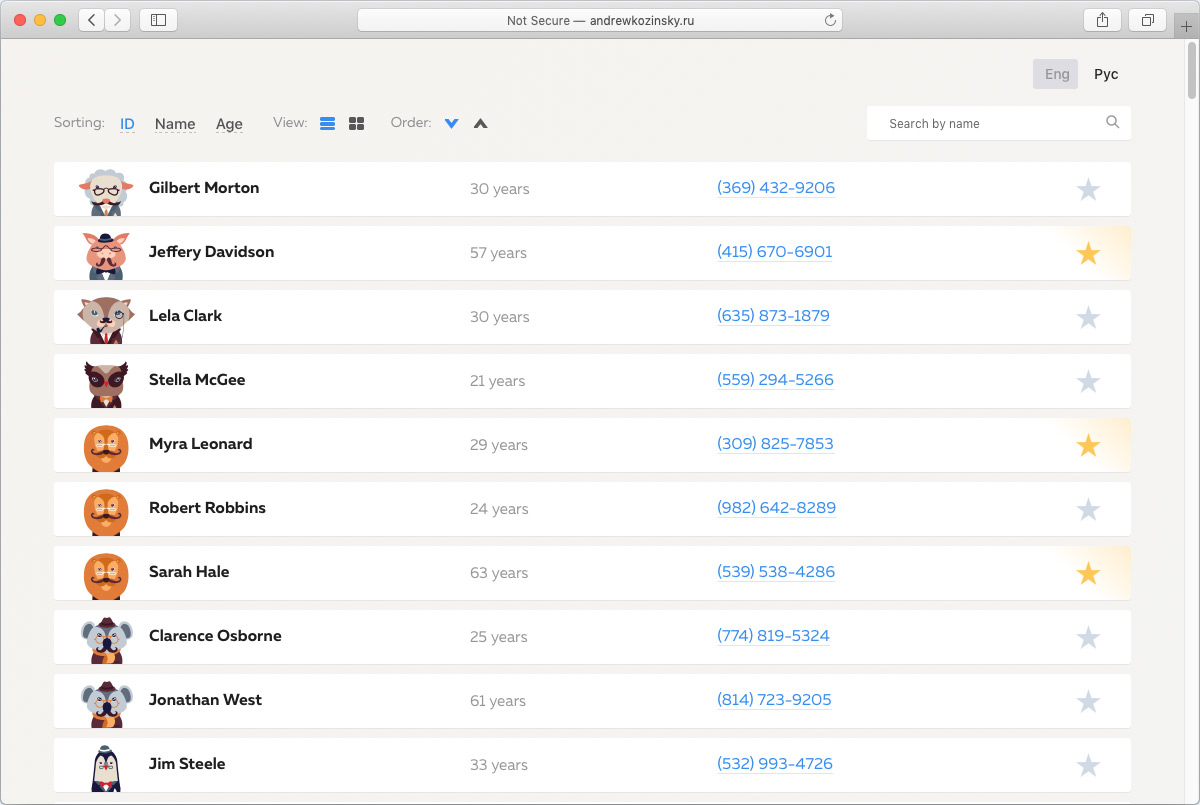 Not Secure — andrewkozinsky.ru
Eng Рус
Sorting: ID Name Age View: Order: Search by name
Gilbert Morton 30 years (369) 432-9206
Jeffery Davidson 57 years (415) 670-6901
Lela Clark 30 years (635) 873-1879
Stella McGee 21 years (559) 294-5266
Myra Leonard 29 years (309) 825-7853
Robert Robbins 24 years (982) 642-8289
Sarah Hale 63 years (539) 538-4286
Clarence Osborne 25 years (774) 819-5324
Jonathan West 61 years (814) 723-9205
Jim Steele 33 years (532) 993-4726